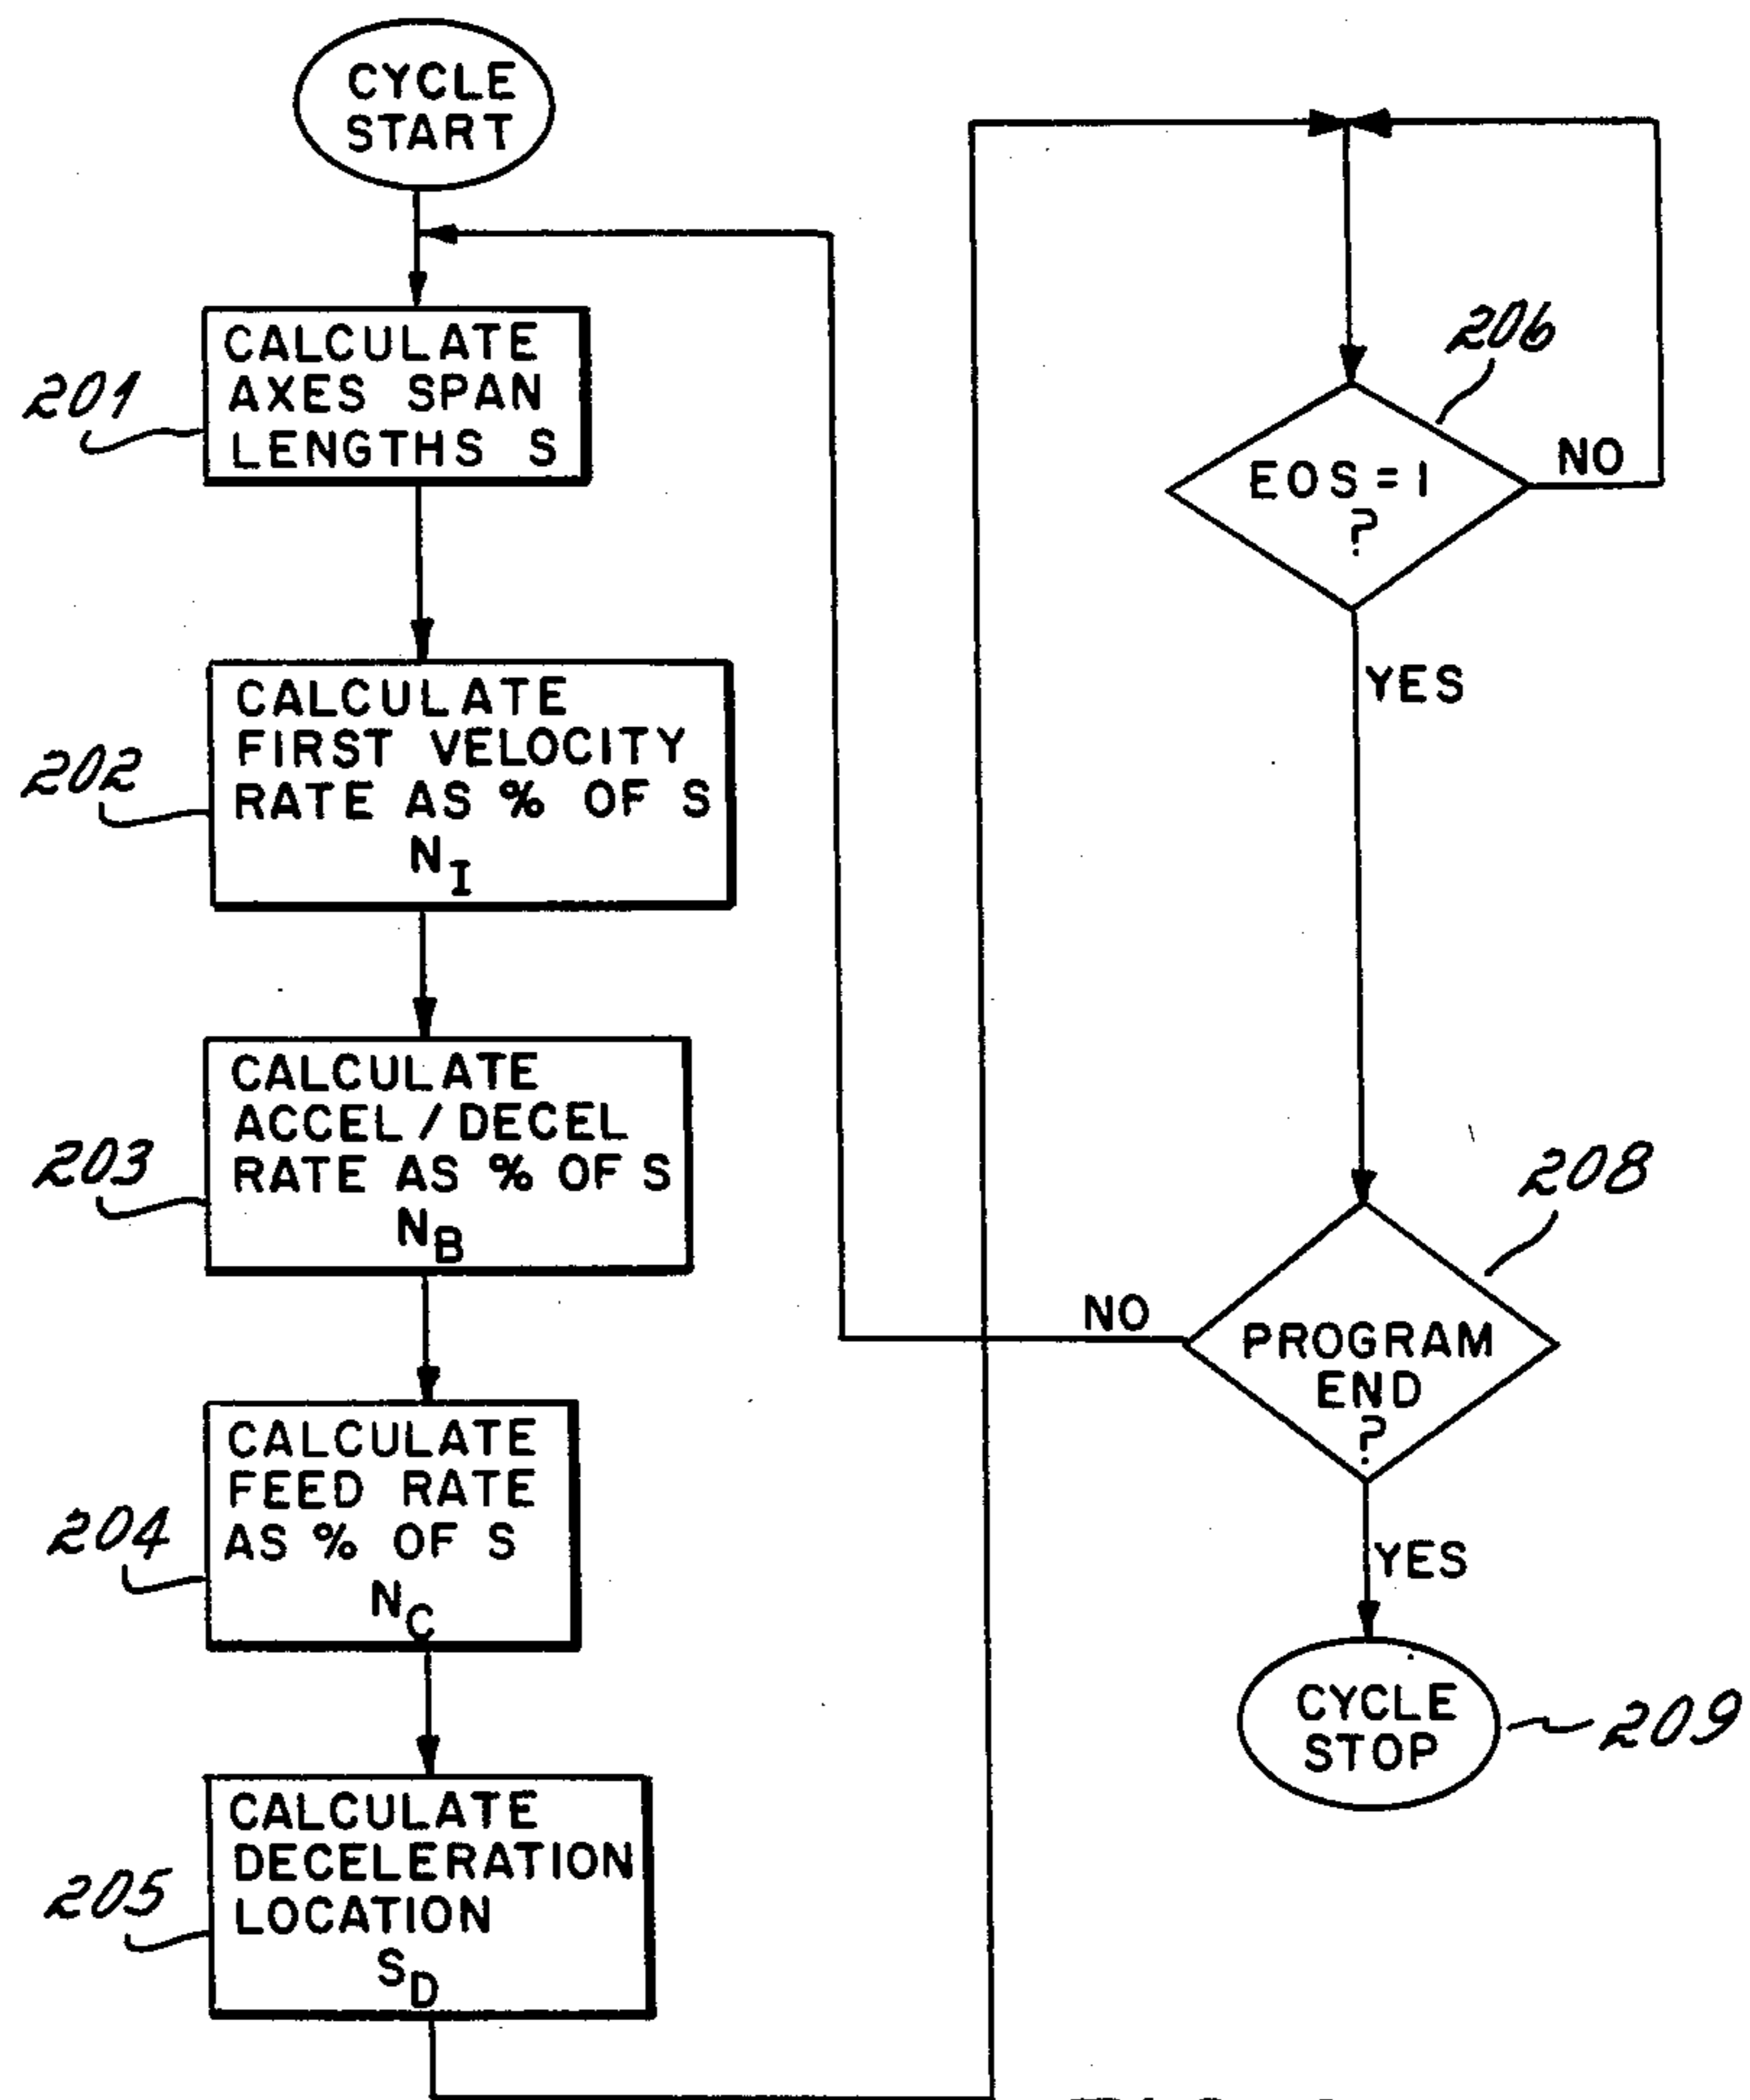 CYCLE
START
201
CALCULATE
AXES SPAN
LENGTHS S
202
CALCULATE
FIRST VELOCITY
RATE AS % OF S
N_I
203
CALCULATE
ACCEL/DECEL
RATE AS % OF S
N_B
204
CALCULATE
FEED RATE
AS % OF S
N_C
205
CALCULATE
DECELERATION
LOCATION
S_D
206
EOS=1
?
NO
YES
208
PROGRAM
END
?
NO
YES
CYCLE
STOP
209